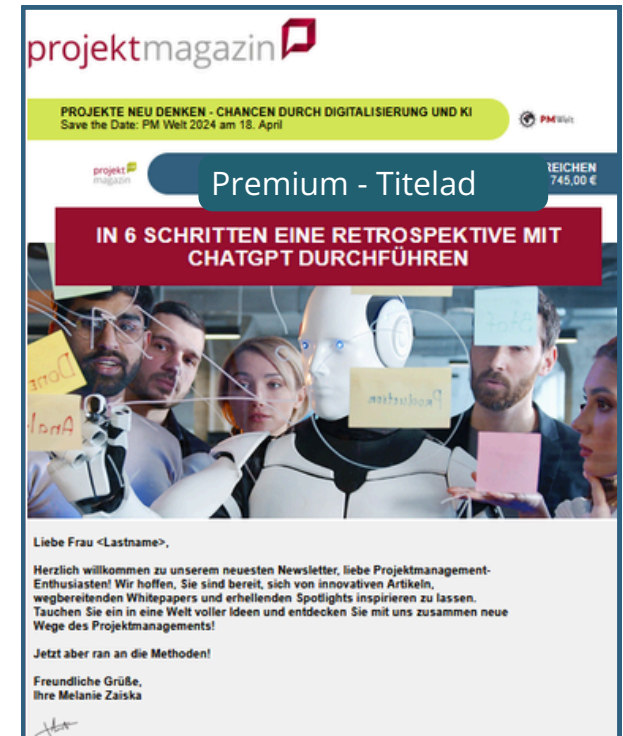 projektmagazin
PROJEKTE NEU DENKEN - CHANCEN DURCH DIGITALISIERUNG UND KI
Save the Date: PM Welt 2024 am 18. April
PM Welt
projekt
magazin
Premium - Titelad
REICHEN
745,00 €
IN 6 SCHRITTEN EINE RETROSPEKTIVE MIT
CHATGPT DURCHFÜHREN
Done
Production
Liebe Frau <Lastname>,
Herzlich willkommen zu unserem neuesten Newsletter, liebe Projektmanagement-
Enthusiasten! Wir hoffen, Sie sind bereit, sich von innovativen Artikeln,
wegbereitenden Whitepapers und erhellenden Spotlights inspirieren zu lassen.
Tauchen Sie ein in eine Welt voller Ideen und entdecken Sie mit uns zusammen neue
Wege des Projektmanagements!
Jetzt aber ran an die Methoden!
Freundliche Grüße,
Ihre Melanie Zaiska